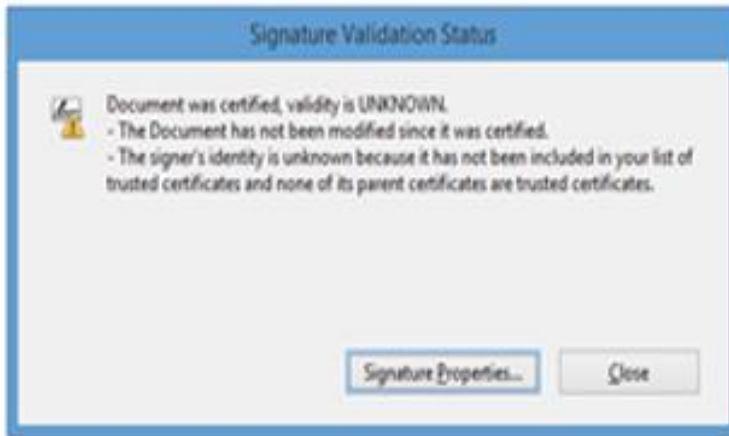 Signature Validation Status
Document was certified, validity is UNKNOWN.
- The Document has not been modified since it was certified.
- The signer's identity is unknown because it has not been included in your list of
trusted certificates and none of its parent certificates are trusted certificates.
Signature Properties... Close